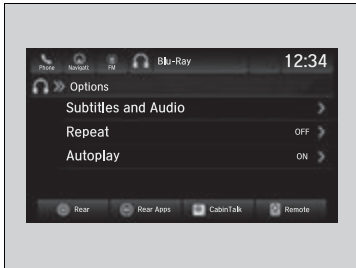 Phone Navigatic FM Blu-Ray 12:34
Options
Subtitles and Audio
Repeat OFF
Autoplay ON
Rear Rear Apps CabinTalk Remote